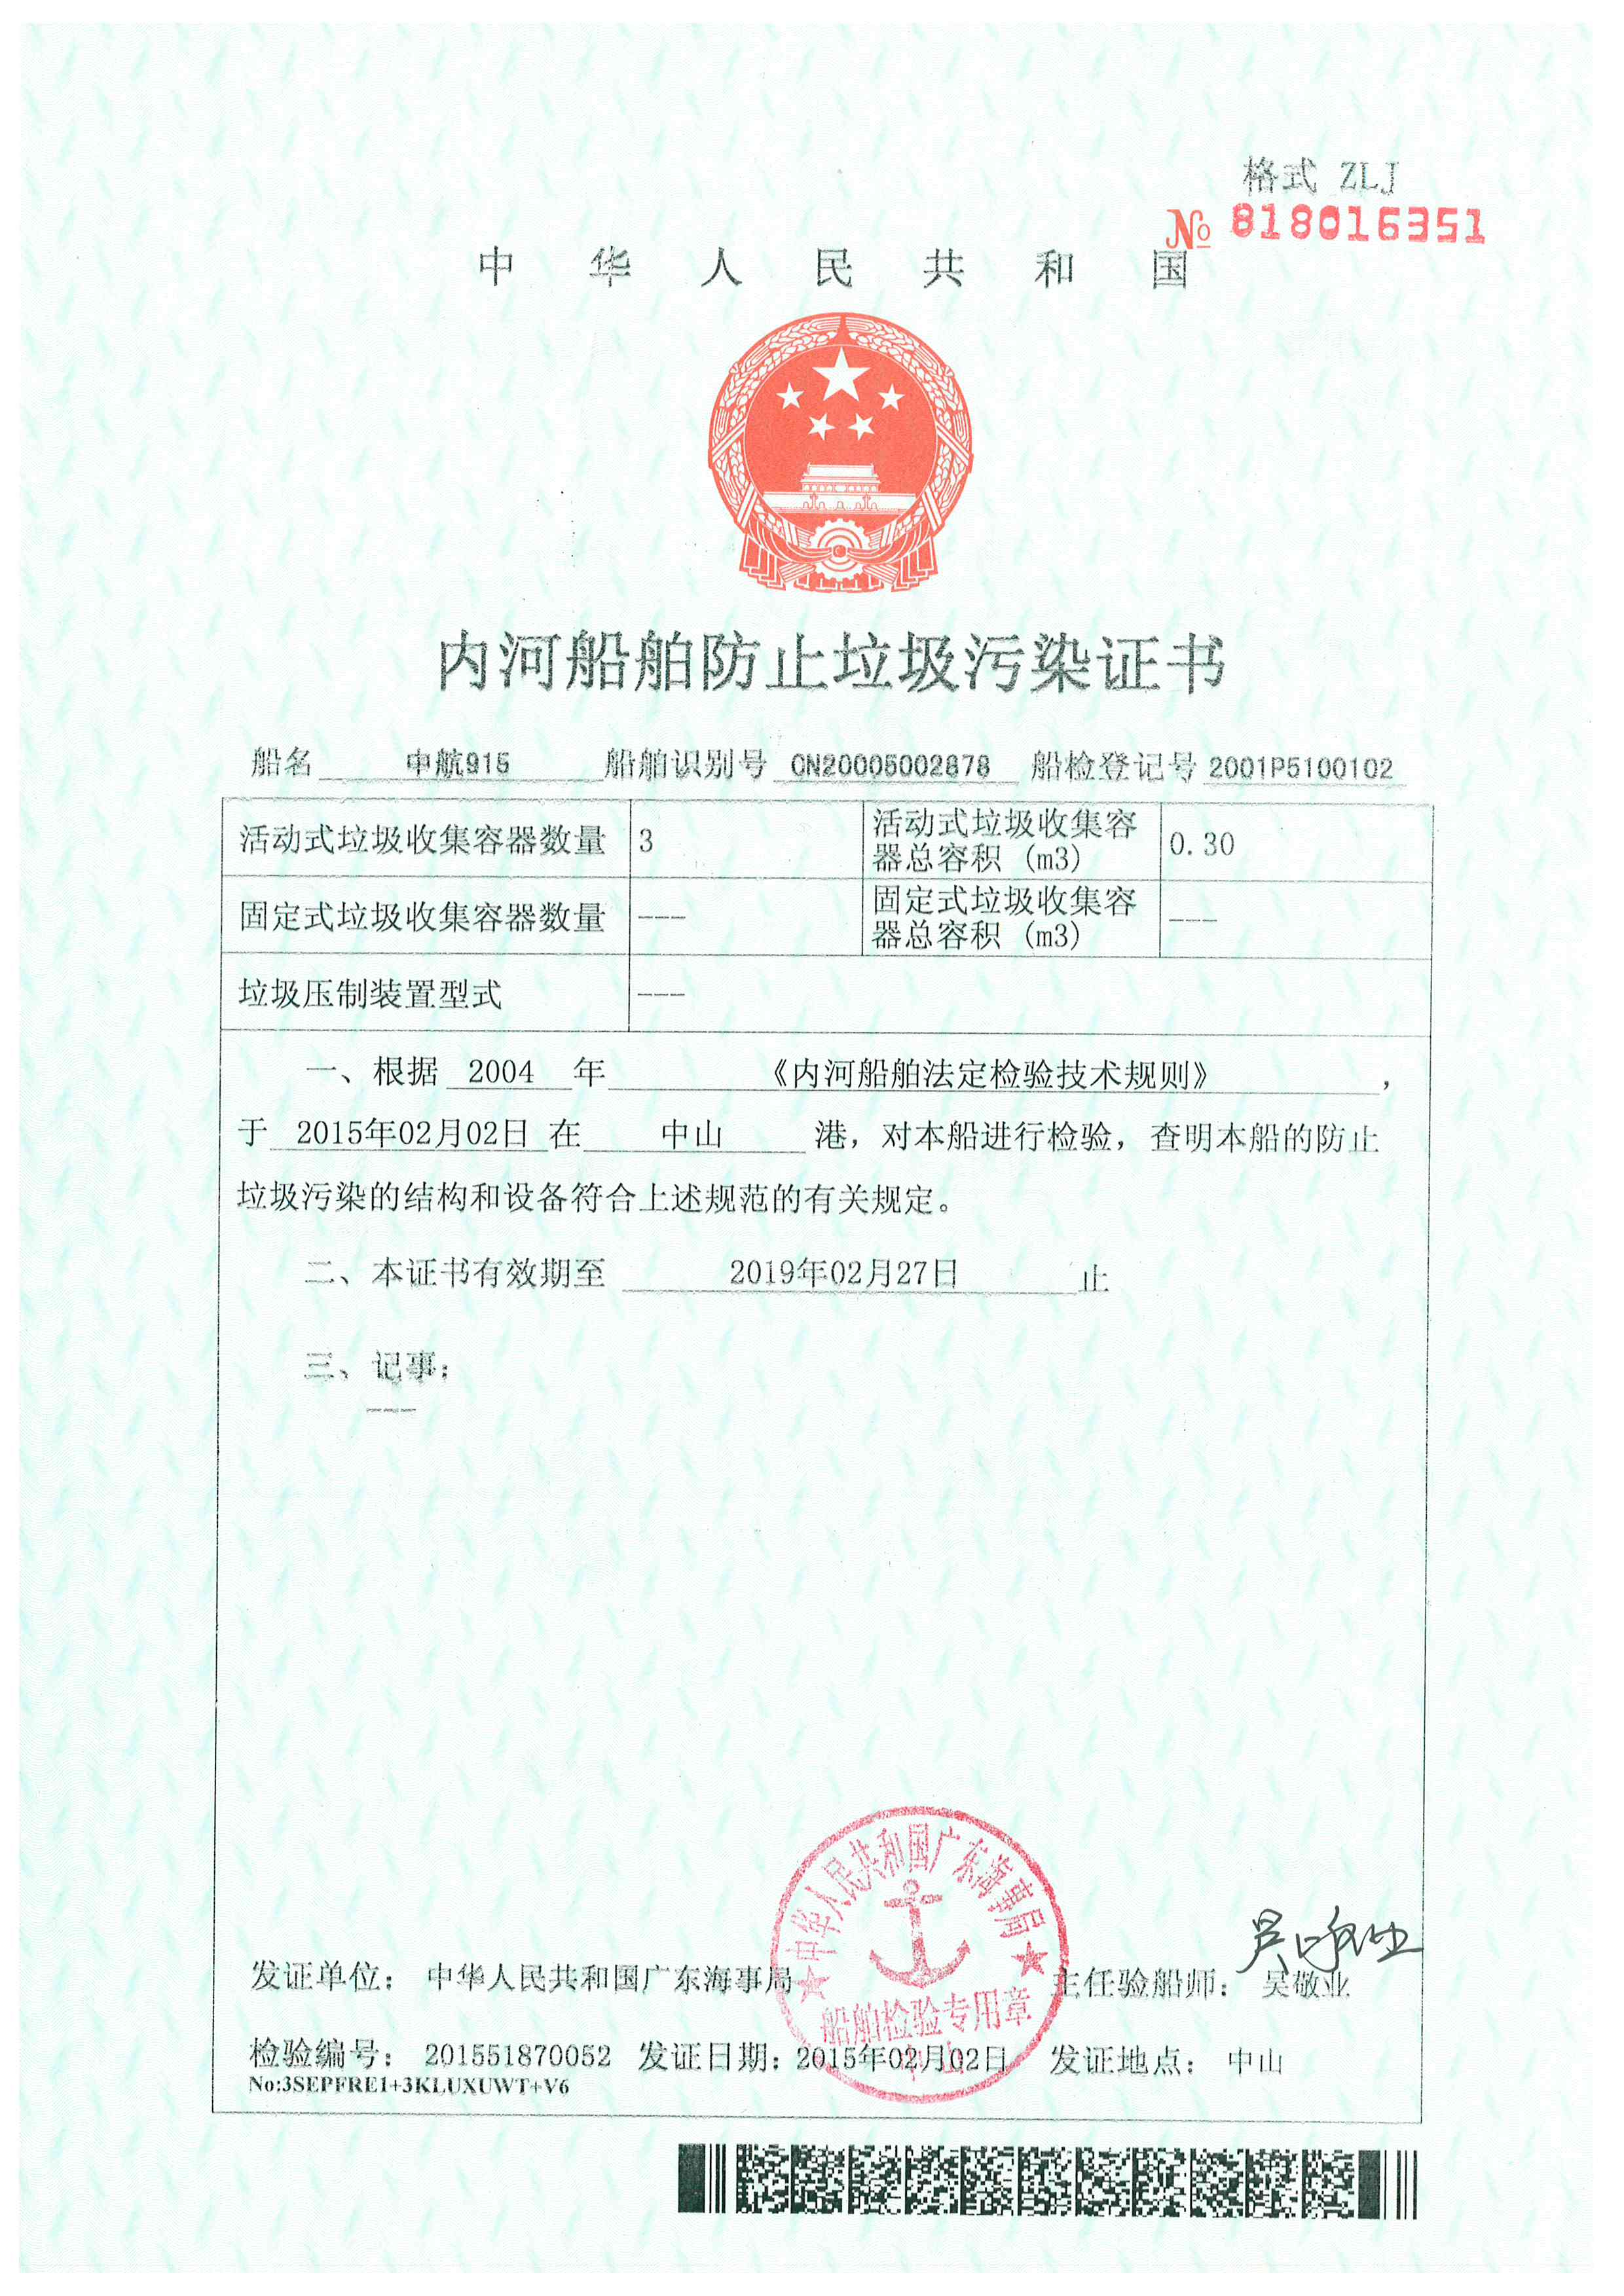 格式 ZLJ
№ 818016351
中华人民共和国
内河船舶防止垃圾污染证书
船名 中航915 船舶识别号 CN20005002878 船检登记号 2001P5100102
活动式垃圾收集容器数量 3 活动式垃圾收集容
器总容积 (m3) 0.30
固定式垃圾收集容器数量 --- 固定式垃圾收集容
器总容积 (m3) ---
垃圾压制装置型式 ---
一、根据 2004 年 《内河船舶法定检验技术规则》,
于 2015年02月02日 在 中山 港，对本船进行检验，查明本船的防止
垃圾污染的结构和设备符合上述规范的有关规定。
二、本证书有效期至 2019年02月27日 止
三、记事：
---
中华人民共和国广东海事局
船舶检验专用章
吴敬业
发证单位： 中华人民共和国广东海事局 主任验船师： 吴敬业
检验编号： 201551870052 发证日期：2015年02月02日 发证地点： 中山
No:3SEPFRE1+3KLUXUWT+V6